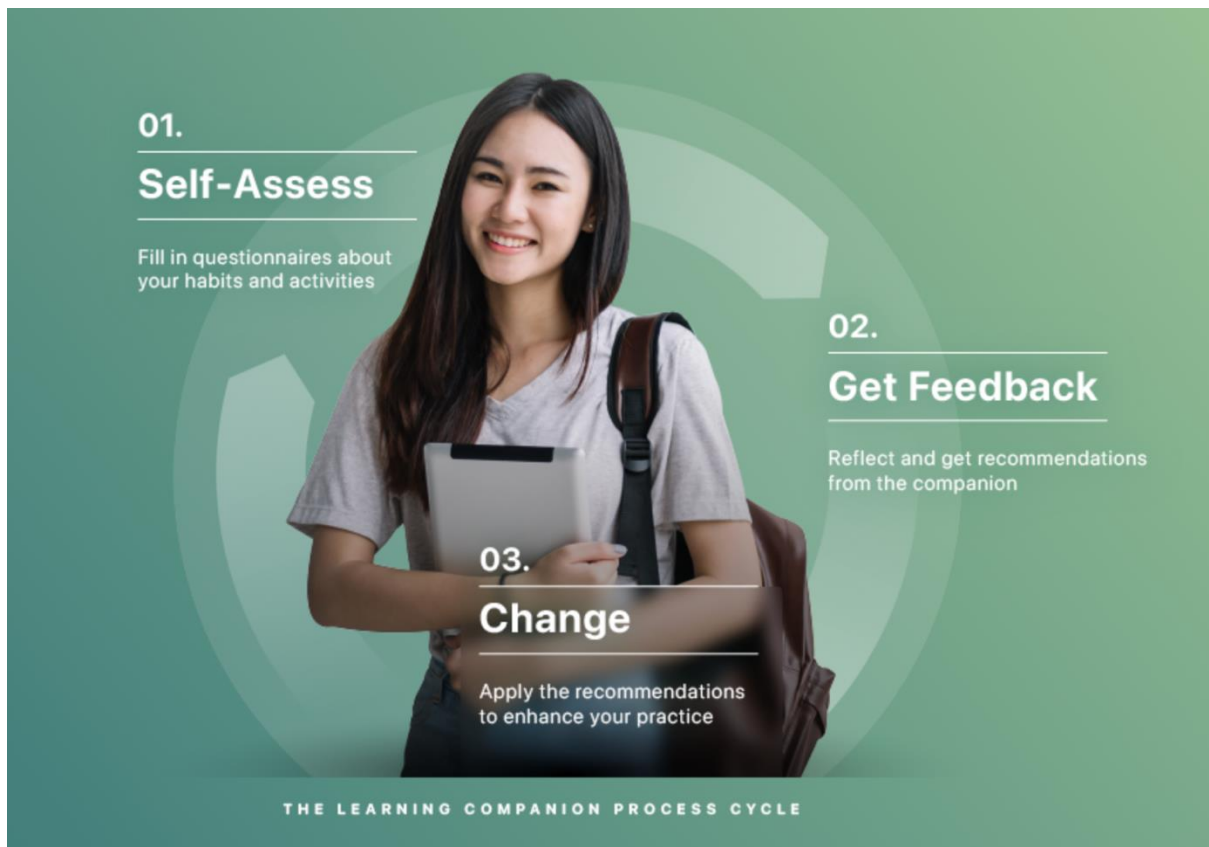 01.
Self-Assess
Fill in questionnaires about
your habits and activities
02.
Get Feedback
Reflect and get recommendations
from the companion
03.
Change
Apply the recommendations
to enhance your practice
THE LEARNING COMPANION PROCESS CYCLE